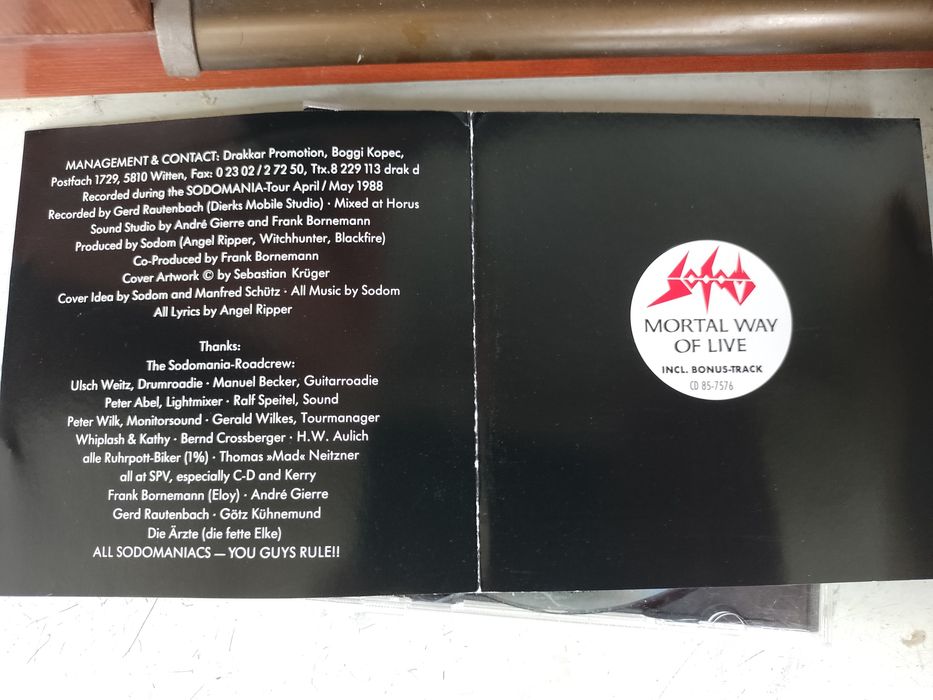 MANAGEMENT & CONTACT: Drakkar Promotion, Boggi Kopec,
Postfach 1729, 5810 Witten, Fax: 0 23 02 / 2 72 50, Ttx.8 229 113 drak d
Recorded during the SODOMANIA-Tour April / May 1988
Recorded by Gerd Rautenbach (Dierks Mobile Studio) · Mixed at Horus
Sound Studio by André Gierre and Frank Bornemann
Produced by Sodom (Angel Ripper, Witchhunter, Blackfire)
Co-Produced by Frank Bornemann
Cover Artwork © by Sebastian Krüger
Cover Idea by Sodom and Manfred Schütz · All Music by Sodom
All Lyrics by Angel Ripper
Thanks:
The Sodomania-Roadcrew:
Ulsch Weitz, Drumroadie · Manuel Becker, Guitarroadie
Peter Abel, Lightmixer · Ralf Speitel, Sound
Peter Wilk, Monitorsound · Gerald Wilkes, Tourmanager
Whiplash & Kathy · Bernd Crossberger · H.W. Aulich
alle Ruhrpott-Biker (1%) · Thomas »Mad« Neitzner
all at SPV, especially C-D and Kerry
Frank Bornemann (Eloy) · André Gierre
Gerd Rautenbach · Götz Kühnemund
Die Ärzte (die fette Elke)
ALL SODOMANIACS — YOU GUYS RULE!!
Sodom
MORTAL WAY
OF LIVE
INCL. BONUS-TRACK
CD 85-7576